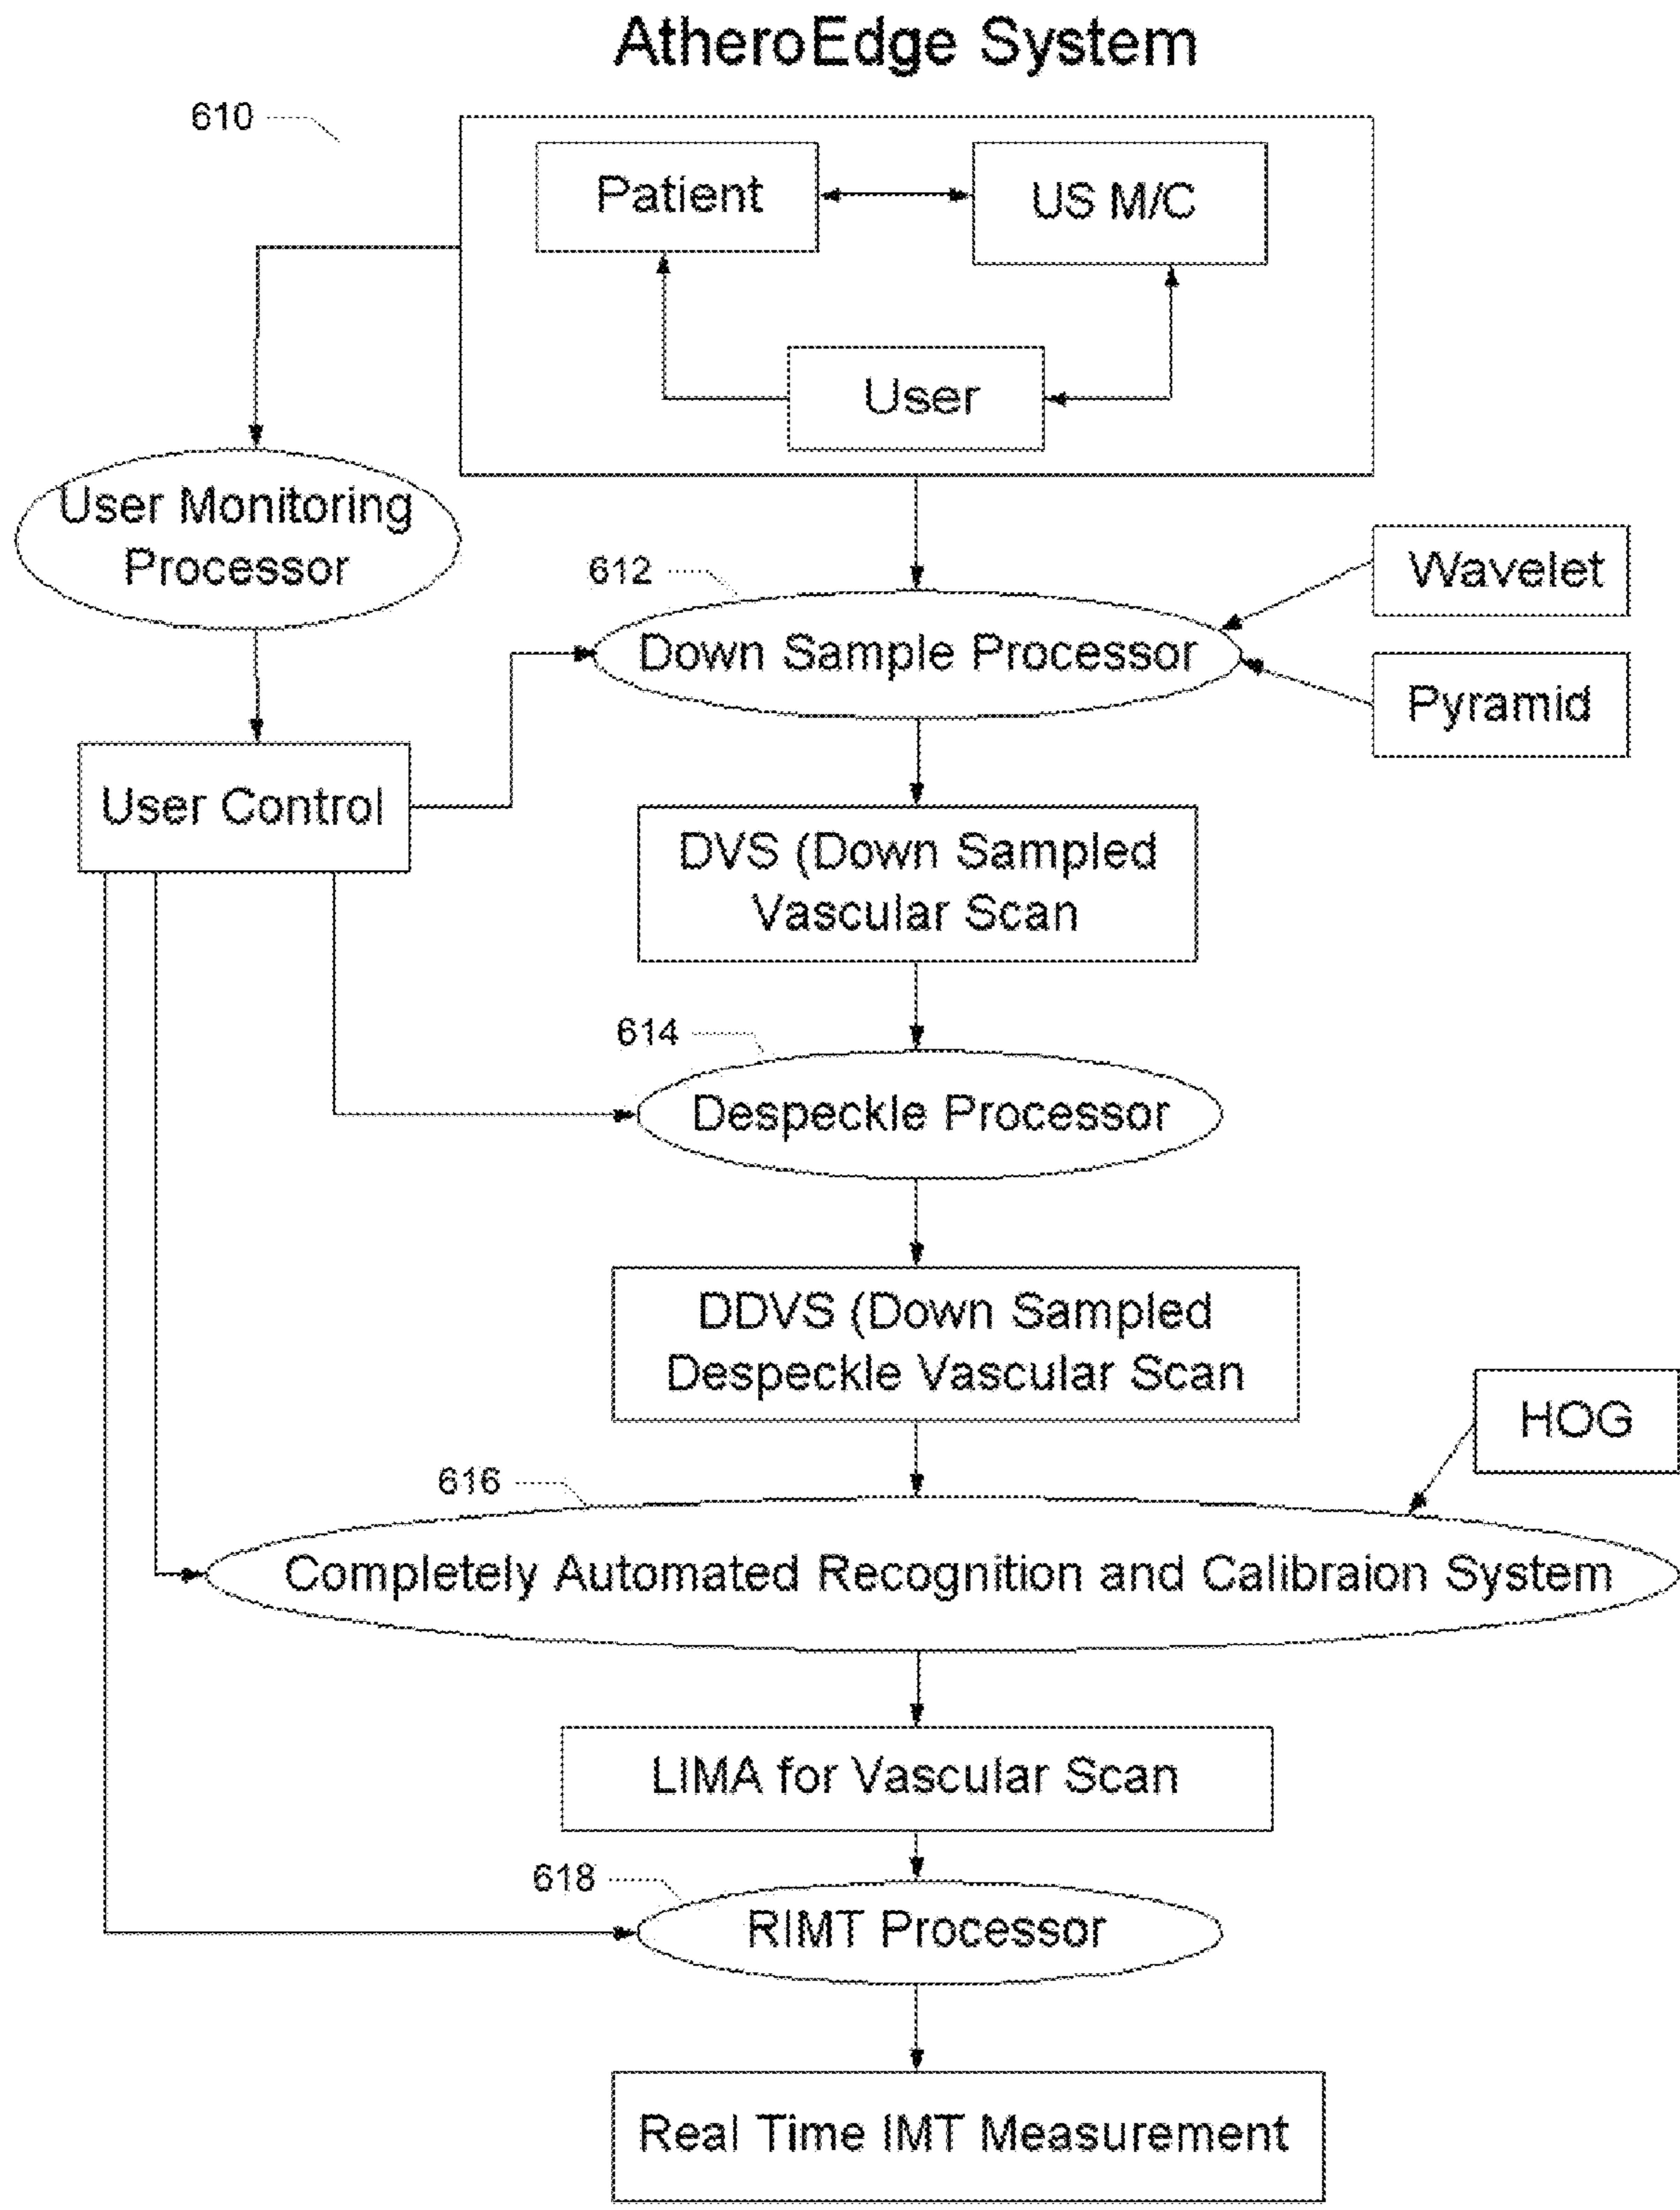 AtheroEdge System
610
Patient
US M/C
User
User Monitoring
Processor
612
Wavelet
Down Sample Processor
Pyramid
User Control
DVS (Down Sampled
Vascular Scan
614
Despeckle Processor
DDVS (Down Sampled
Despeckle Vascular Scan
HOG
616
Completely Automated Recognition and Calibraion System
LIMA for Vascular Scan
618
RIMT Processor
Real Time IMT Measurement